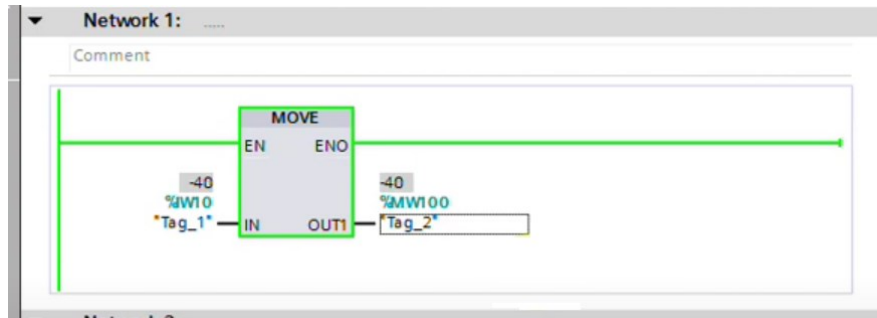 Network 1: .....
Comment
MOVE
EN ENO
-40 -40
%IW10 %MW100
"Tag_1" IN OUT1 "Tag_2"